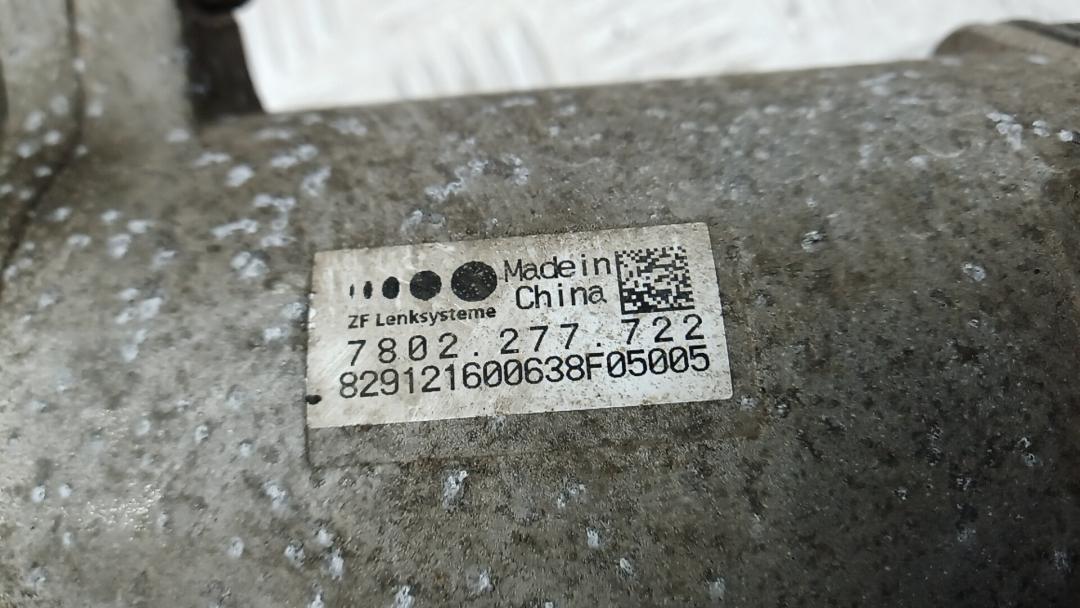 Made in
China
ZF Lenksysteme
7802.277.722
829121600638F05005